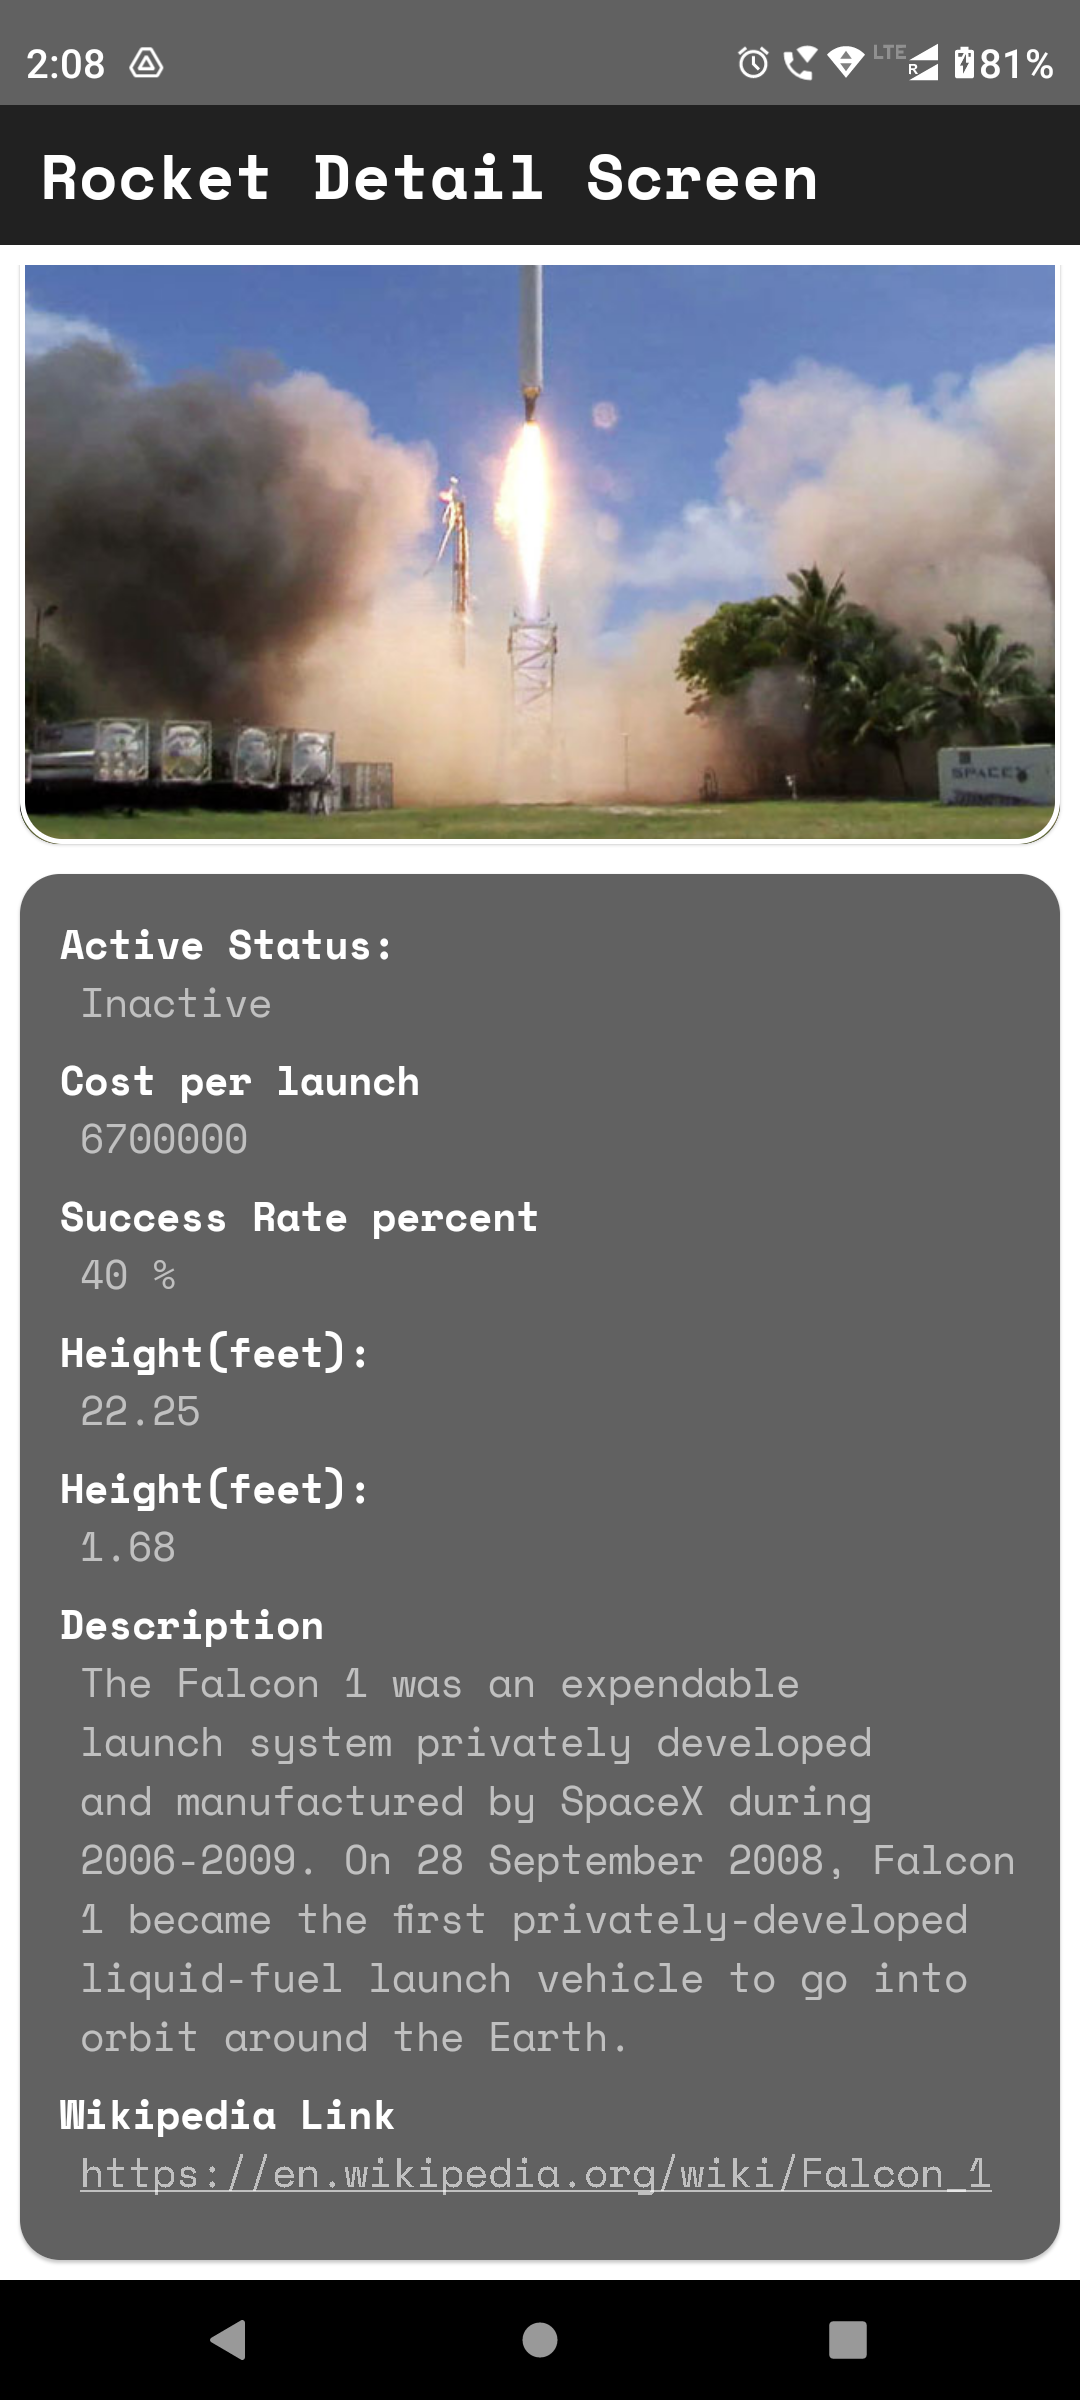 2:08
LTE
R
81%
Rocket Detail Screen
SPACEX
Active Status:
Inactive
Cost per launch
6700000
Success Rate percent
40 %
Height(feet):
22.25
Height(feet):
1.68
Description
The Falcon 1 was an expendable
launch system privately developed
and manufactured by SpaceX during
2006-2009. On 28 September 2008, Falcon
1 became the first privately-developed
liquid-fuel launch vehicle to go into
orbit around the Earth.
Wikipedia Link
https://en.wikipedia.org/wiki/Falcon_1